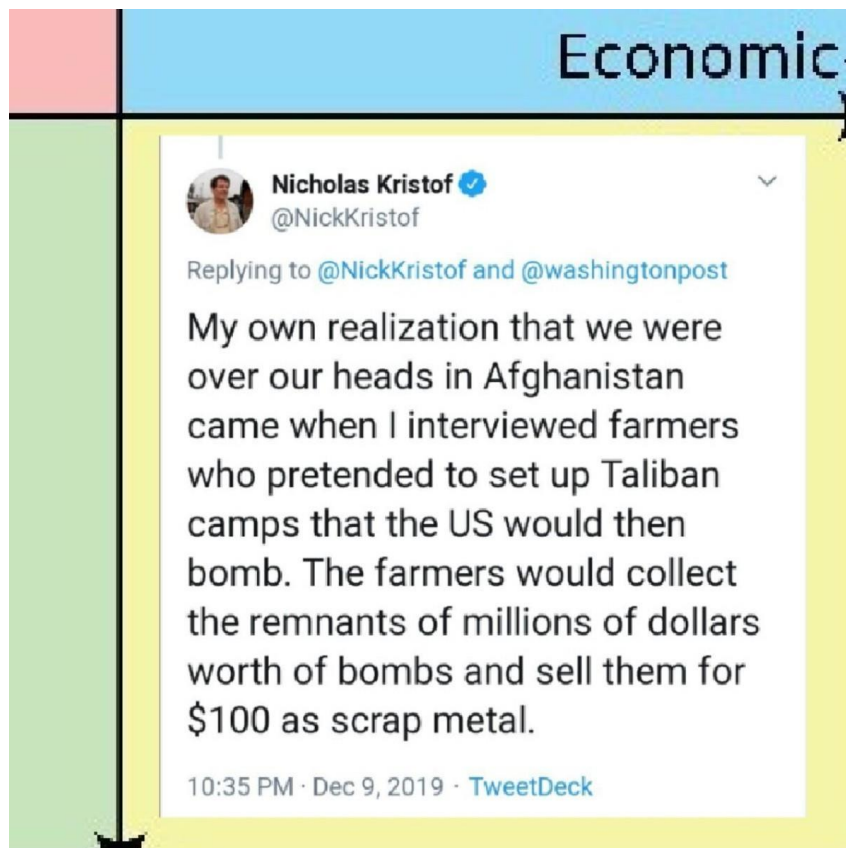 Economic
Nicholas Kristof
@NickKristof
Replying to @NickKristof and @washingtonpost
My own realization that we were
over our heads in Afghanistan
came when I interviewed farmers
who pretended to set up Taliban
camps that the US would then
bomb. The farmers would collect
the remnants of millions of dollars
worth of bombs and sell them for
$100 as scrap metal.
10:35 PM · Dec 9, 2019 · TweetDeck